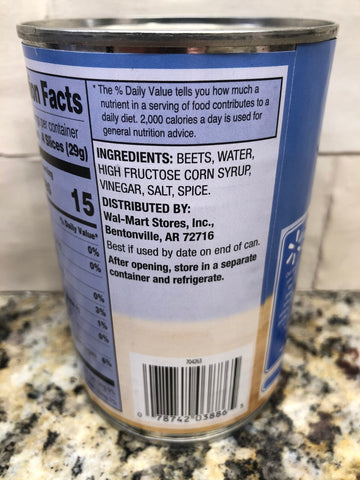 on Facts
per container
4 Slices (29g)
15
% Daily Value*
0%
0%
3%
1%
6%
0%
0%
*The % Daily Value tells you how much a
nutrient in a serving of food contributes to a
daily diet. 2,000 calories a day is used for
general nutrition advice.
INGREDIENTS: BEETS, WATER,
HIGH FRUCTOSE CORN SYRUP,
VINEGAR, SALT, SPICE.
DISTRIBUTED BY:
Wal-Mart Stores, Inc.,
Bentonville, AR 72716
Best if used by date on end of can.
After opening, store in a separate
container and refrigerate.
704263
0 78742 03886 5